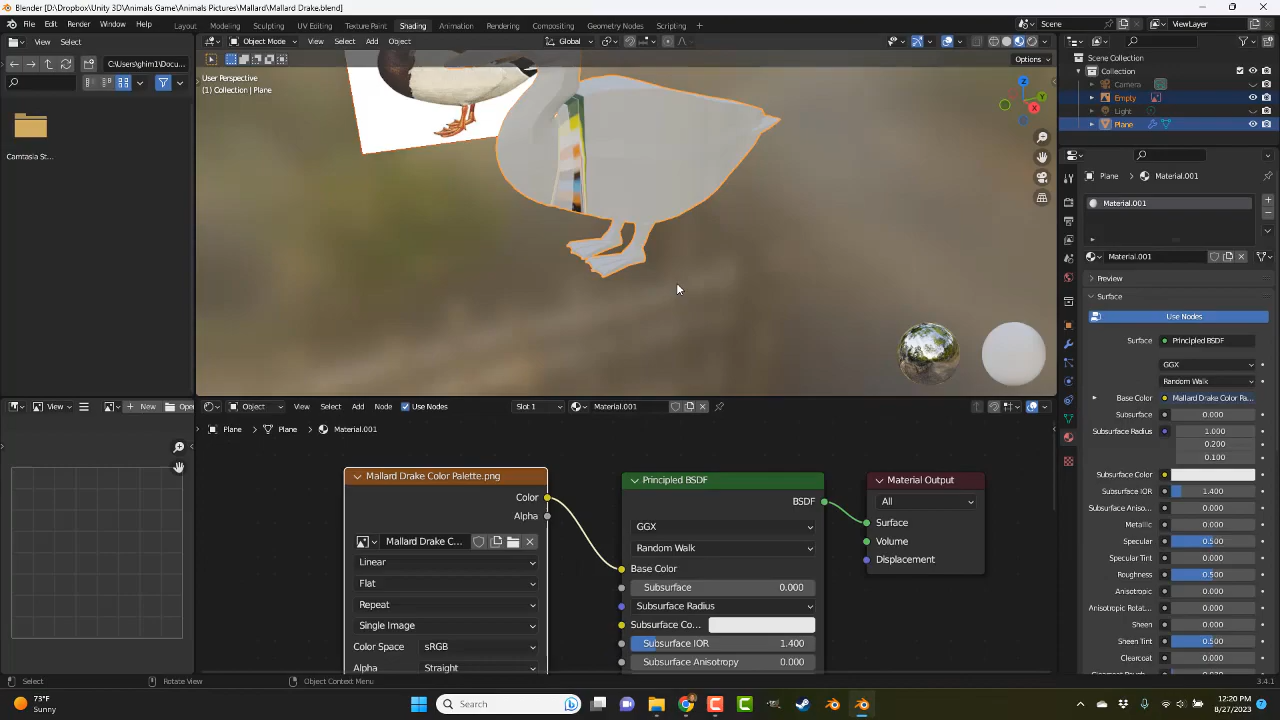 Blender [D:\Dropbox\Unity 3D\Animals Game\Animals Pictures\Mallard\Mallard Drake.blend]
File Edit Render Window Help Layout Modeling Sculpting UV Editing Texture Paint Shading Animation Rendering Compositing Geometry Nodes Scripting + Scene ViewLayer
View Select Object Mode View Select Add Object Global Options
C:\Users\ghim1\Docu...
Camtasia St...
User Perspective
(1) Collection | Plane
Z
Y
X
Scene Collection
Collection
Camera
Empty
Light
Plane
Plane Material.001
Material.001
Material.001
Preview
Surface
Use Nodes
Surface Principled BSDF
GGX
Random Walk
Base Color Mallard Drake Color Pa...
Subsurface 0.000
Subsurface Radius 1.000
0.200
0.100
Subsurface Color
Subsurface IOR 1.400
Subsurface Aniso... 0.000
Metallic 0.000
Specular 0.500
Specular Tint 0.000
Roughness 0.500
Anisotropic 0.000
Anisotropic Rotat... 0.000
Sheen 0.000
Sheen Tint 0.500
Clearcoat 0.000
View + New Open
Object View Select Add Node Use Nodes Slot 1 Material.001
Plane Plane Material.001
Mallard Drake Color Palette.png
Color
Alpha
Mallard Drake C...
Linear
Flat
Repeat
Single Image
Color Space sRGB
Alpha Straight
Principled BSDF
BSDF
GGX
Random Walk
Base Color
Subsurface 0.000
Subsurface Radius
Subsurface Co...
Subsurface IOR 1.400
Subsurface Anisotropy 0.000
Material Output
All
Surface
Volume
Displacement
Select Rotate View Object Context Menu 3.4.1
73°F
Sunny
Search
12:20 PM
8/27/2023